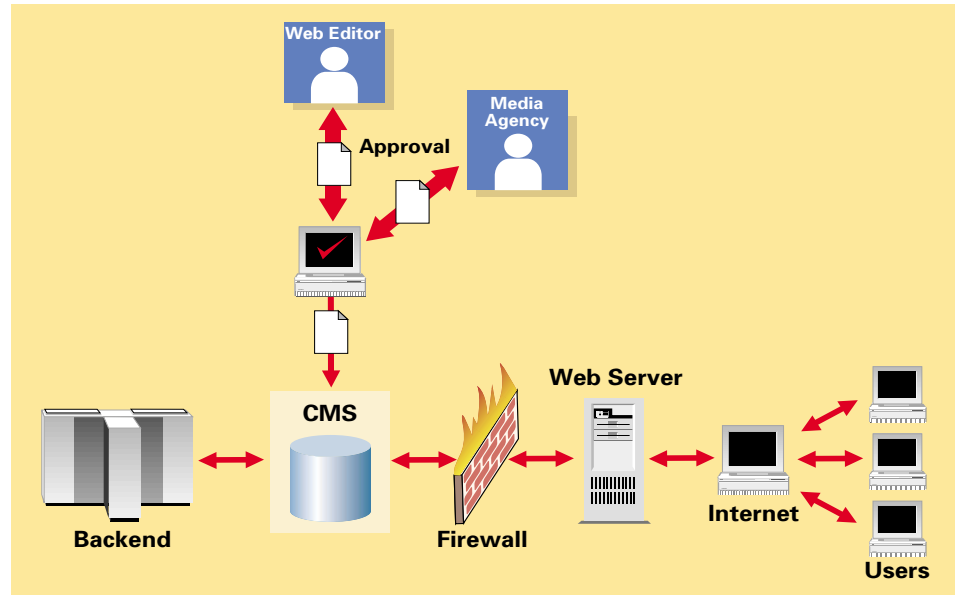 Web Editor
Media
Agency
Approval
CMS
Web Server
Backend
Firewall
Internet
Users